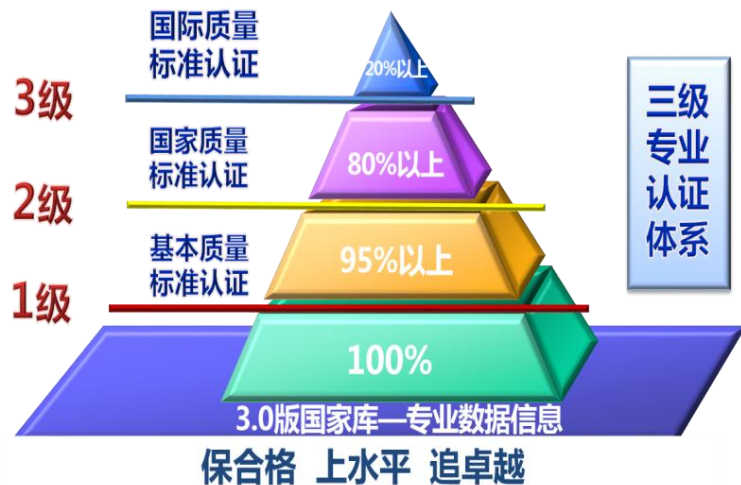 国际质量
标准认证
20%以上
3级
国家质量
标准认证
80%以上
2级
基本质量
标准认证
95%以上
1级
100%
3.0版国家库—专业数据信息
保合格 上水平 追卓越
三级
专业
认证
体系